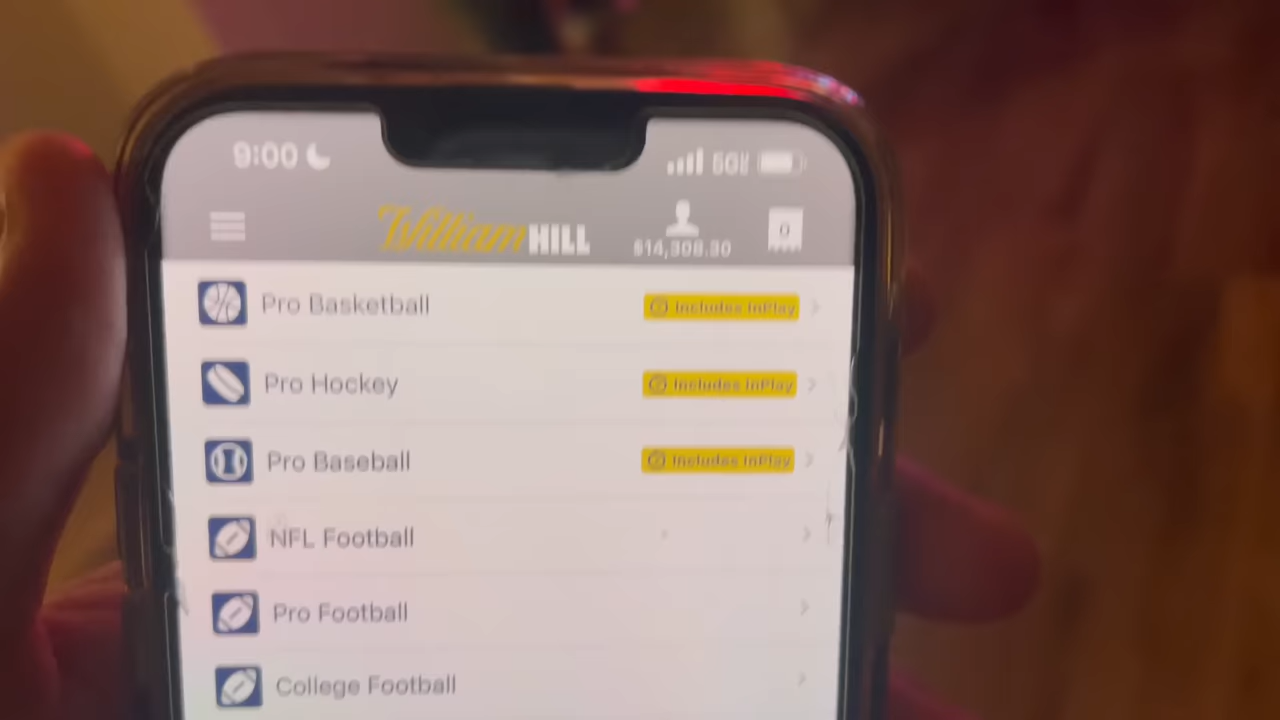 9:00 5G
William HILL 0
$14,308.30
Pro Basketball Includes InPlay
Pro Hockey Includes InPlay
Pro Baseball Includes InPlay
NFL Football
Pro Football
College Football